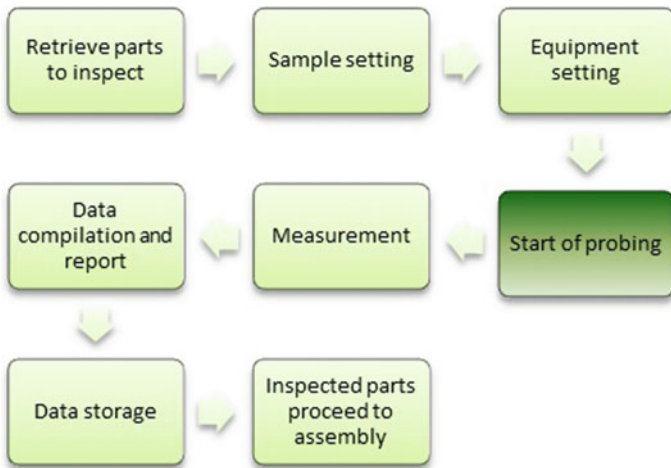 Retrieve parts
to inspect
Sample setting
Equipment
setting
Start of probing
Measurement
Data
compilation and
report
Data storage
Inspected parts
proceed to
assembly